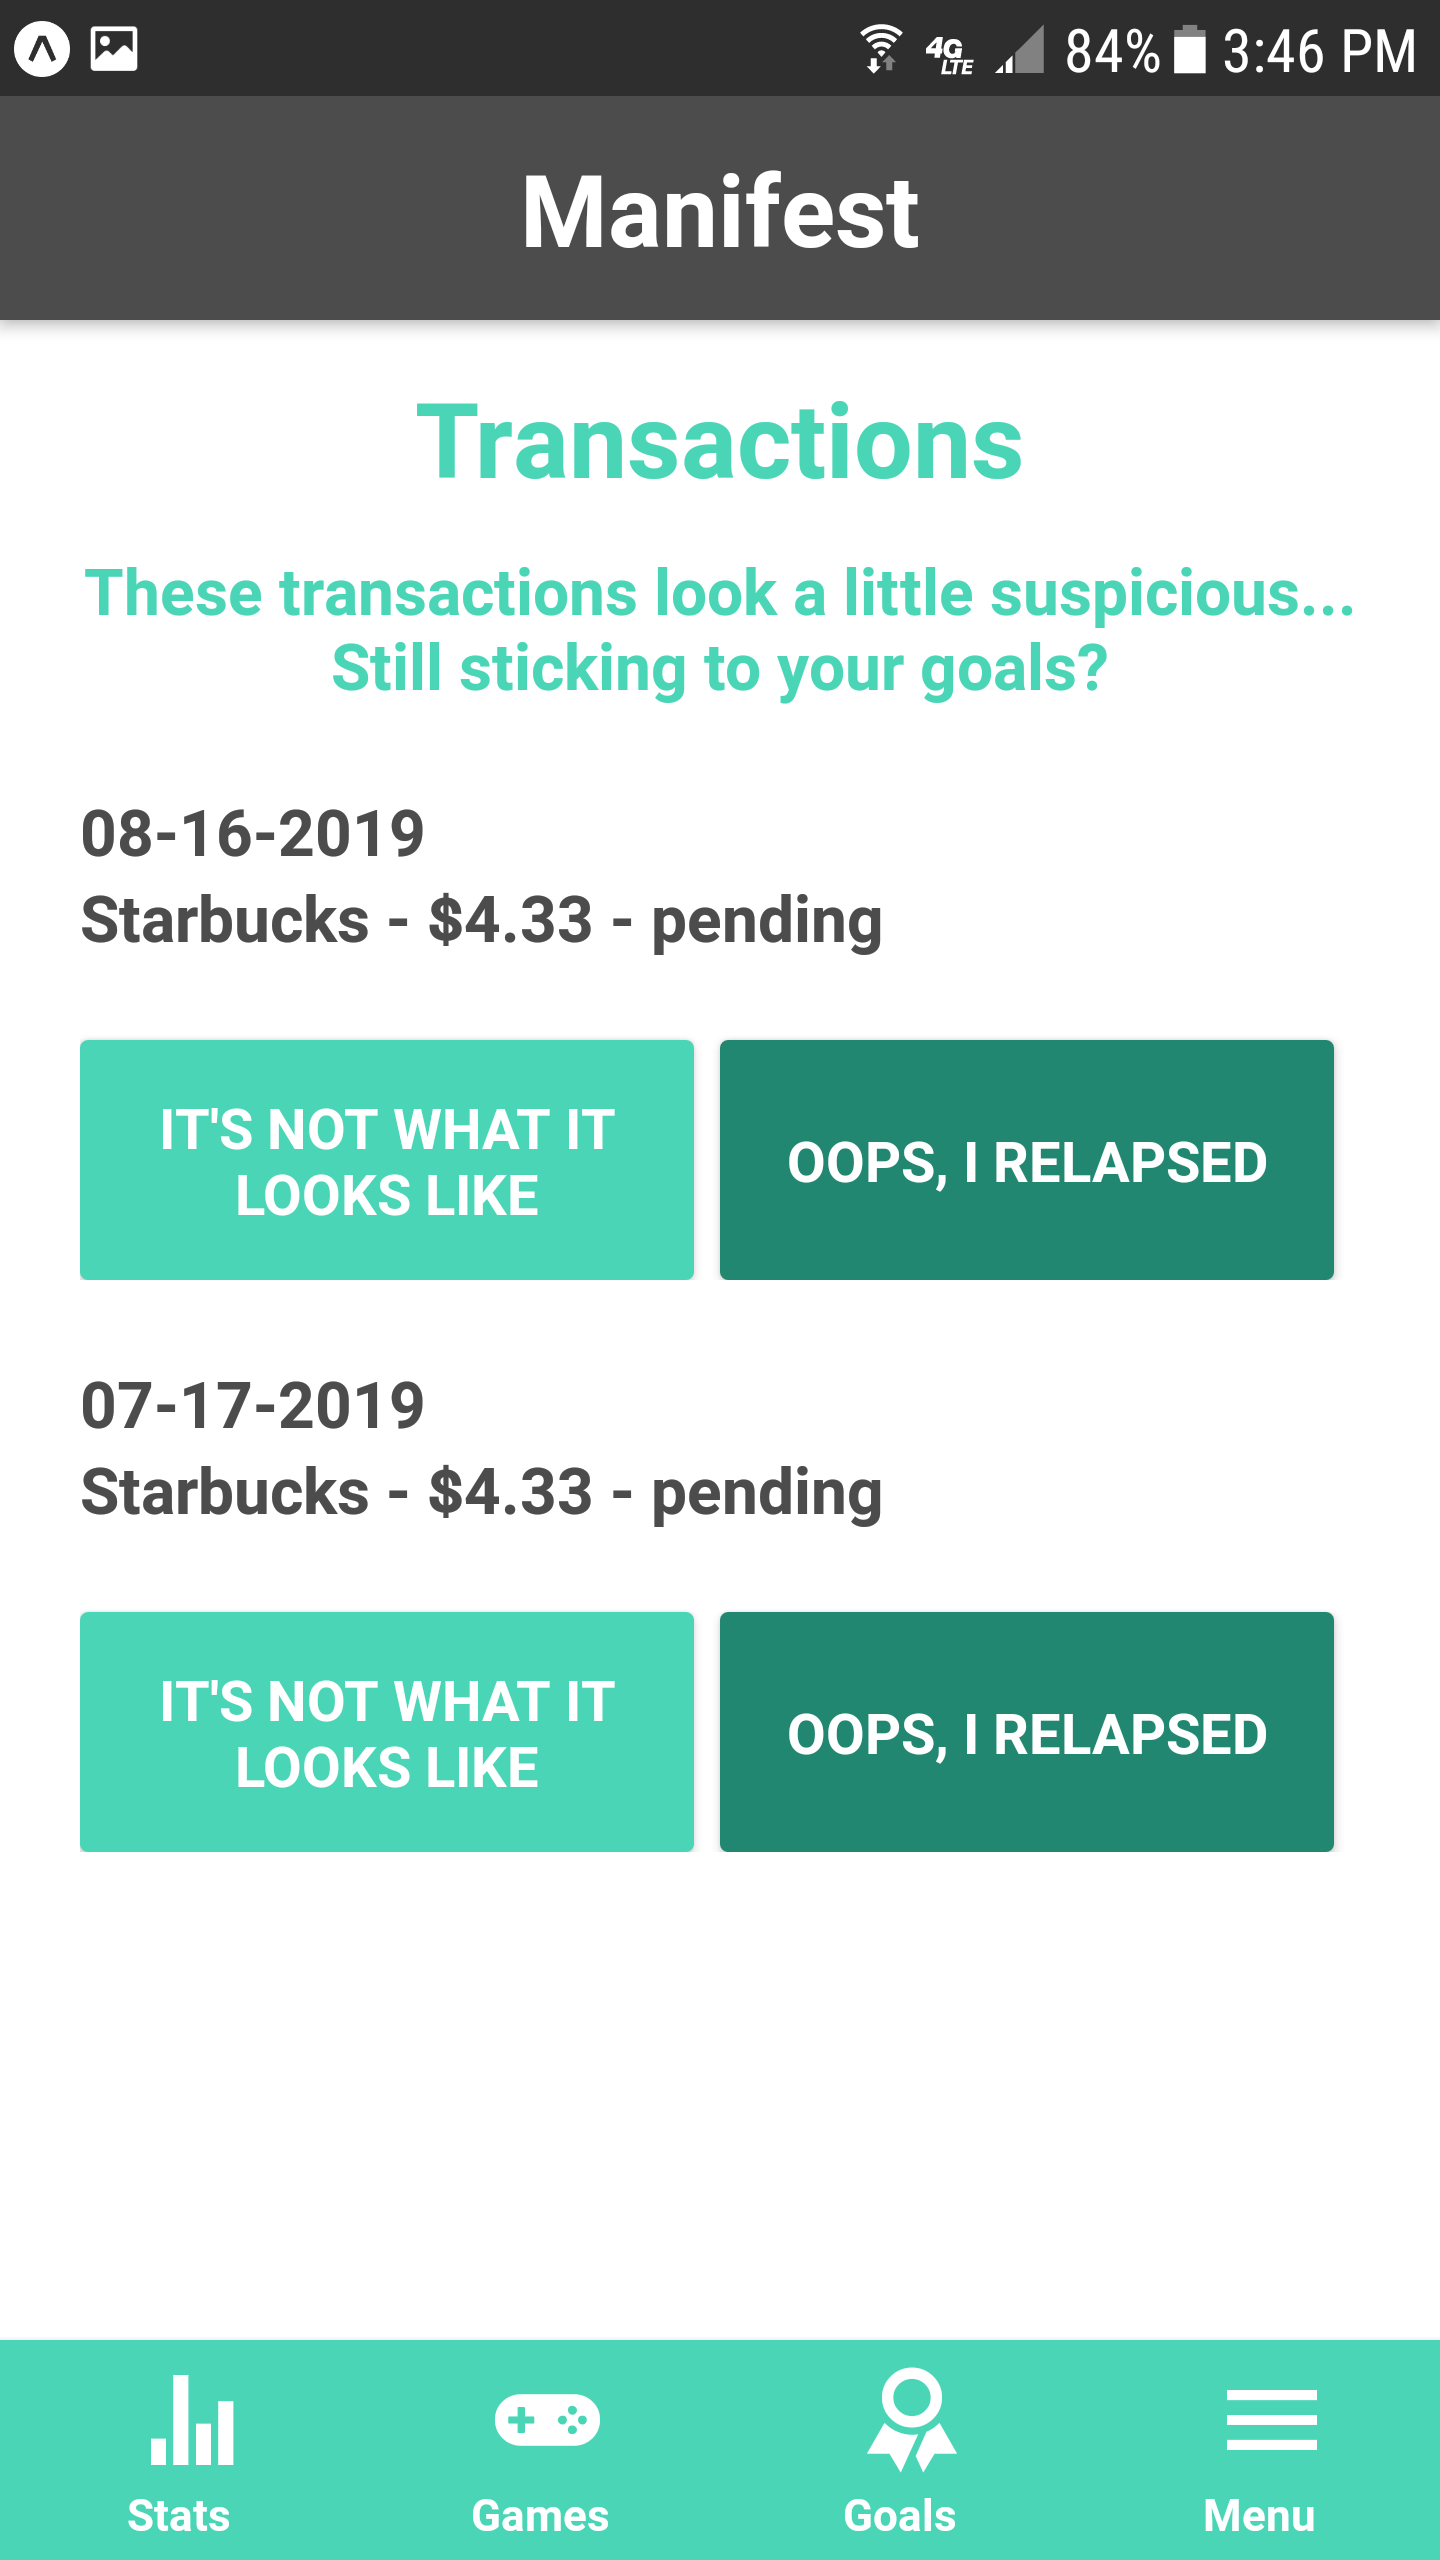 4G LTE 84% 3:46 PM
Manifest
Transactions
These transactions look a little suspicious...
Still sticking to your goals?
08-16-2019
Starbucks - $4.33 - pending
IT'S NOT WHAT IT
LOOKS LIKE
OOPS, I RELAPSED
07-17-2019
Starbucks - $4.33 - pending
IT'S NOT WHAT IT
LOOKS LIKE
OOPS, I RELAPSED
Stats
Games
Goals
Menu